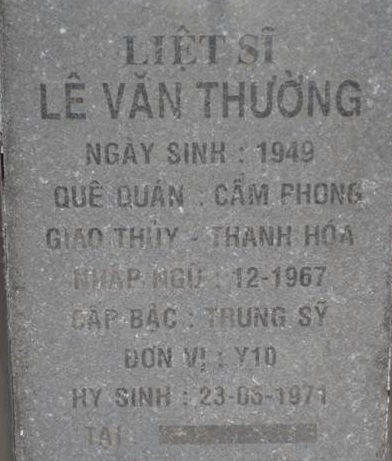 LIỆT SĨ
LÊ VĂN THƯỜNG
NGÀY SINH : 1949
QUÊ QUÁN : CẨM PHONG
GIAO THỦY - THANH HÓA
NHẬP NGŨ : 12-1967
CẤP BẬC : TRUNG SỸ
ĐƠN VỊ : Y10
HY SINH : 23-03-1971
TẠI :